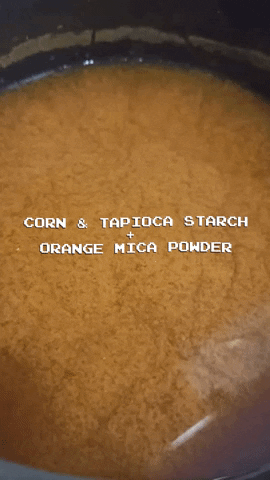 CORN & TAPIOCA STARCH
+
ORANGE MICA POWDER